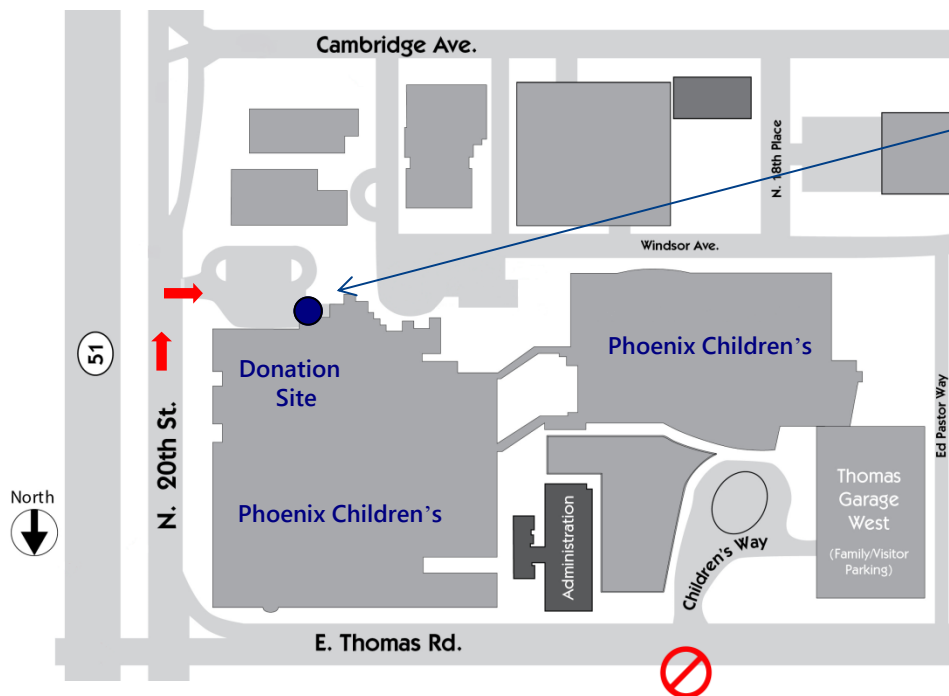 Cambridge Ave.
N. 18th Place
Windsor Ave.
51
Donation
Site
Phoenix Children's
Ed Pastor Way
N. 20th St.
North
Phoenix Children's
Administration
Children's Way
Thomas
Garage
West
(Family/Visitor
Parking)
E. Thomas Rd.